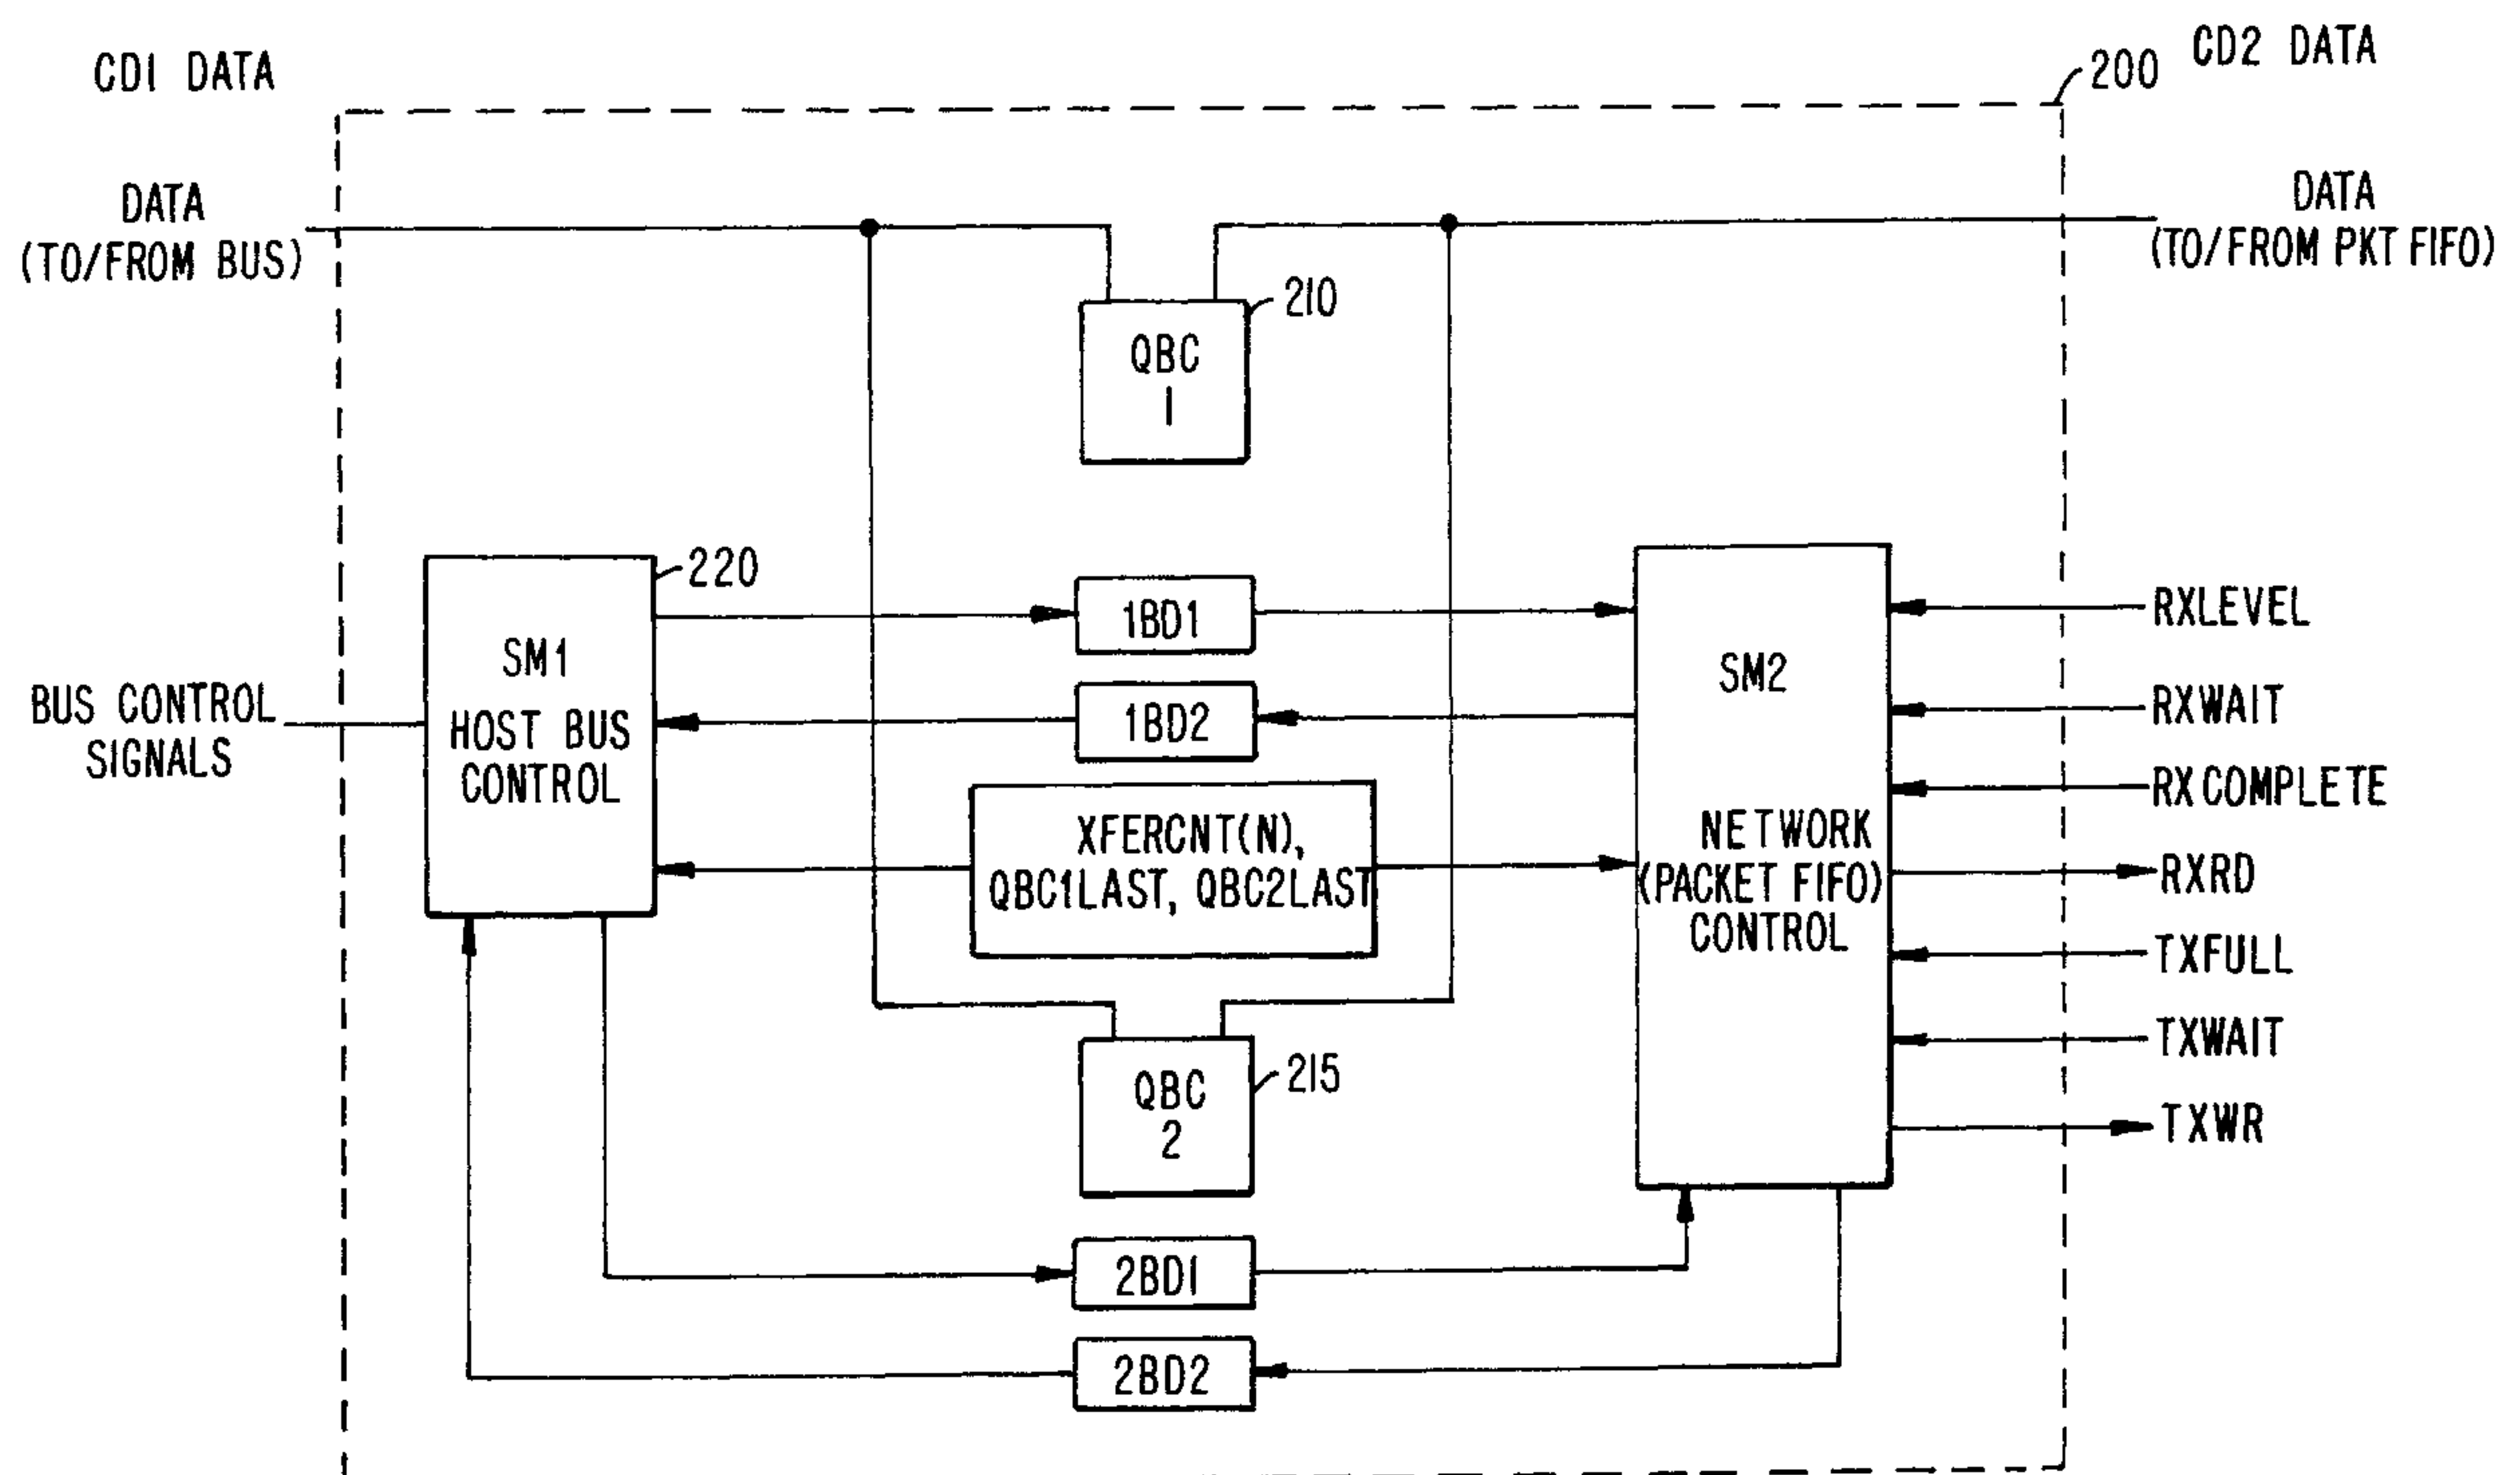 CD1 DATA
200
CD2 DATA
DATA
(TO/FROM BUS)
DATA
(TO/FROM PKT FIFO)
210
QBC
1
220
SM1
HOST BUS
CONTROL
BUS CONTROL
SIGNALS
1BD1
1BD2
XFERCNT(N),
QBC1LAST, QBC2LAST
SM2
NETWORK
(PACKET FIFO)
CONTROL
RXLEVEL
RXWAIT
RXCOMPLETE
RXRD
TXFULL
TXWAIT
TXWR
QBC
2
215
2BD1
2BD2